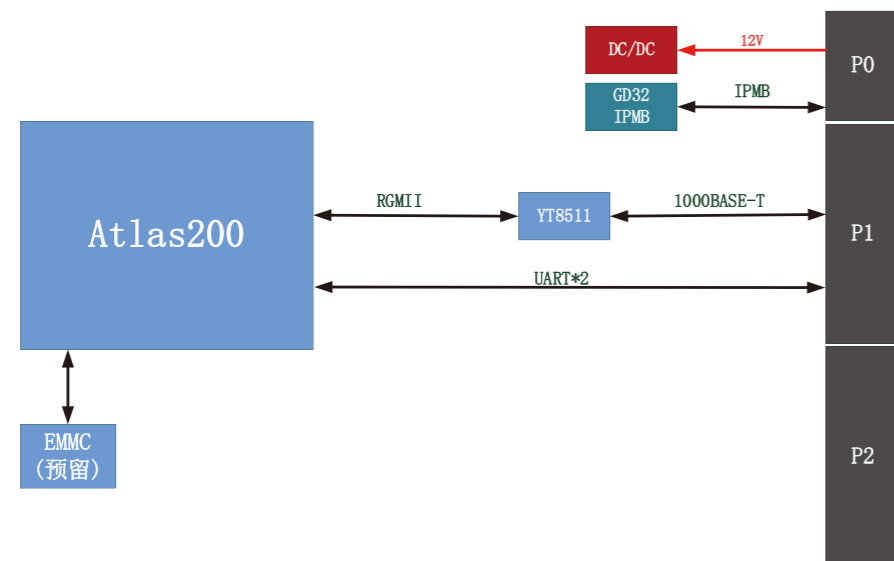 DC/DC
12V
P0
GD32
IPMB
IPMB
Atlas200
RGMII
YT8511
1000BASE-T
P1
UART*2
EMMC
(预留)
P2